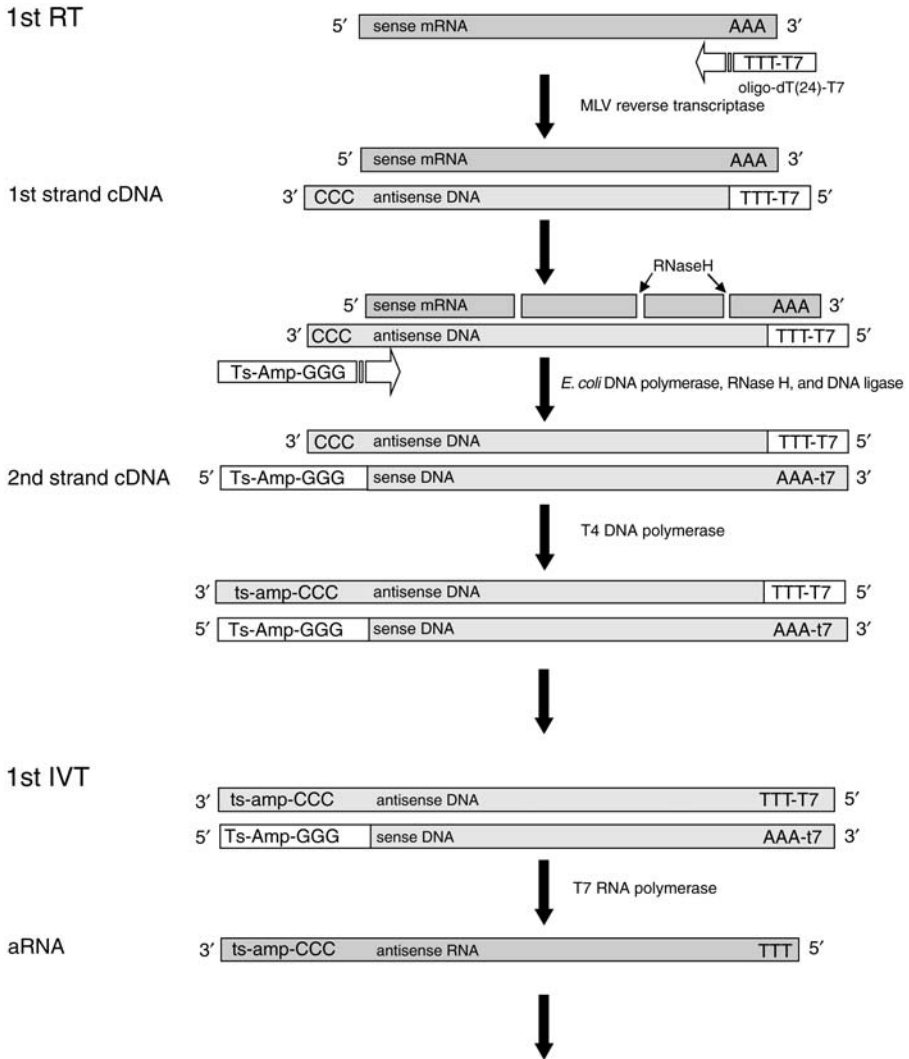 1st RT
5′ sense mRNA AAA 3′
TTT-T7
oligo-dT(24)-T7
MLV reverse transcriptase
5′ sense mRNA AAA 3′
1st strand cDNA 3′ CCC antisense DNA TTT-T7 5′
RNaseH
5′ sense mRNA AAA 3′
3′ CCC antisense DNA TTT-T7 5′
Ts-Amp-GGG
E. coli DNA polymerase, RNase H, and DNA ligase
3′ CCC antisense DNA TTT-T7 5′
2nd strand cDNA 5′ Ts-Amp-GGG sense DNA AAA-t7 3′
T4 DNA polymerase
3′ ts-amp-CCC antisense DNA TTT-T7 5′
5′ Ts-Amp-GGG sense DNA AAA-t7 3′
1st IVT
3′ ts-amp-CCC antisense DNA TTT-T7 5′
5′ Ts-Amp-GGG sense DNA AAA-t7 3′
T7 RNA polymerase
aRNA 3′ ts-amp-CCC antisense RNA TTT 5′